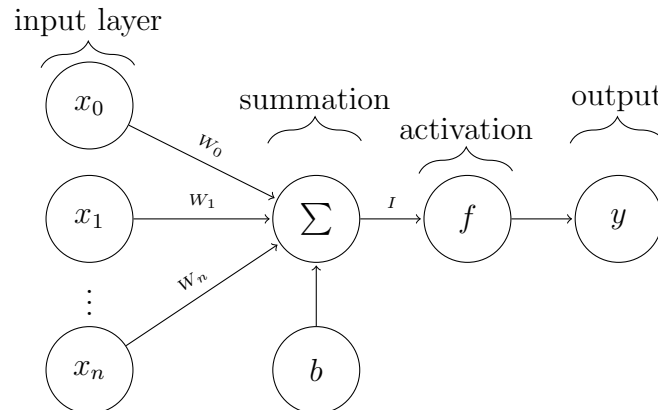 input layer
summation
activation
output
x₀
W₀
x₁
W₁
∑
I
f
y
⋮
Wₙ
xₙ
b